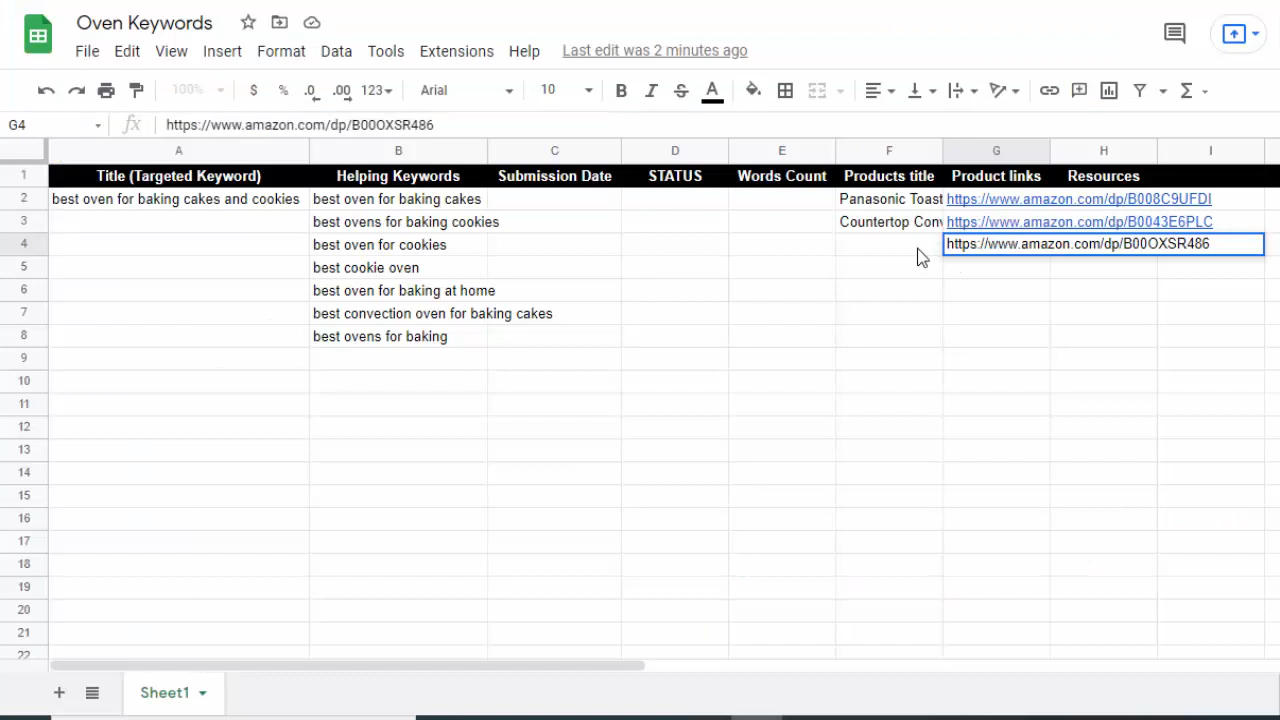 Oven Keywords
File Edit View Insert Format Data Tools Extensions Help Last edit was 2 minutes ago
100% $ % .0 .00 123 Arial 10 B I S A
G4 fx https://www.amazon.com/dp/B00OXSR486
A B C D E F G H I
1 Title (Targeted Keyword) Helping Keywords Submission Date STATUS Words Count Products title Product links Resources
2 best oven for baking cakes and cookies best oven for baking cakes Panasonic Toast https://www.amazon.com/dp/B008C9UFDI
3 best ovens for baking cookies Countertop Conv https://www.amazon.com/dp/B0043E6PLC
4 best oven for cookies https://www.amazon.com/dp/B00OXSR486
5 best cookie oven
6 best oven for baking at home
7 best convection oven for baking cakes
8 best ovens for baking
9
10
11
12
13
14
15
16
17
18
19
20
21
22
+ Sheet1